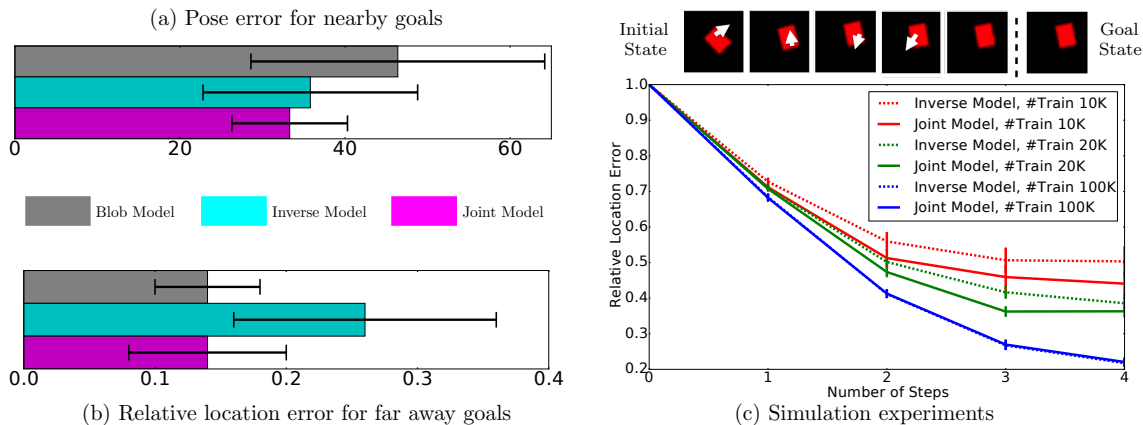 (a) Pose error for nearby goals
0 20 40 60
Blob Model Inverse Model Joint Model
0.0 0.1 0.2 0.3 0.4
(b) Relative location error for far away goals
Initial State
Goal State
Inverse Model, #Train 10K
Joint Model, #Train 10K
Inverse Model, #Train 20K
Joint Model, #Train 20K
Inverse Model, #Train 100K
Joint Model, #Train 100K
Relative Location Error
1.0
0.9
0.8
0.7
0.6
0.5
0.4
0.3
0.2
0 1 2 3 4
Number of Steps
(c) Simulation experiments